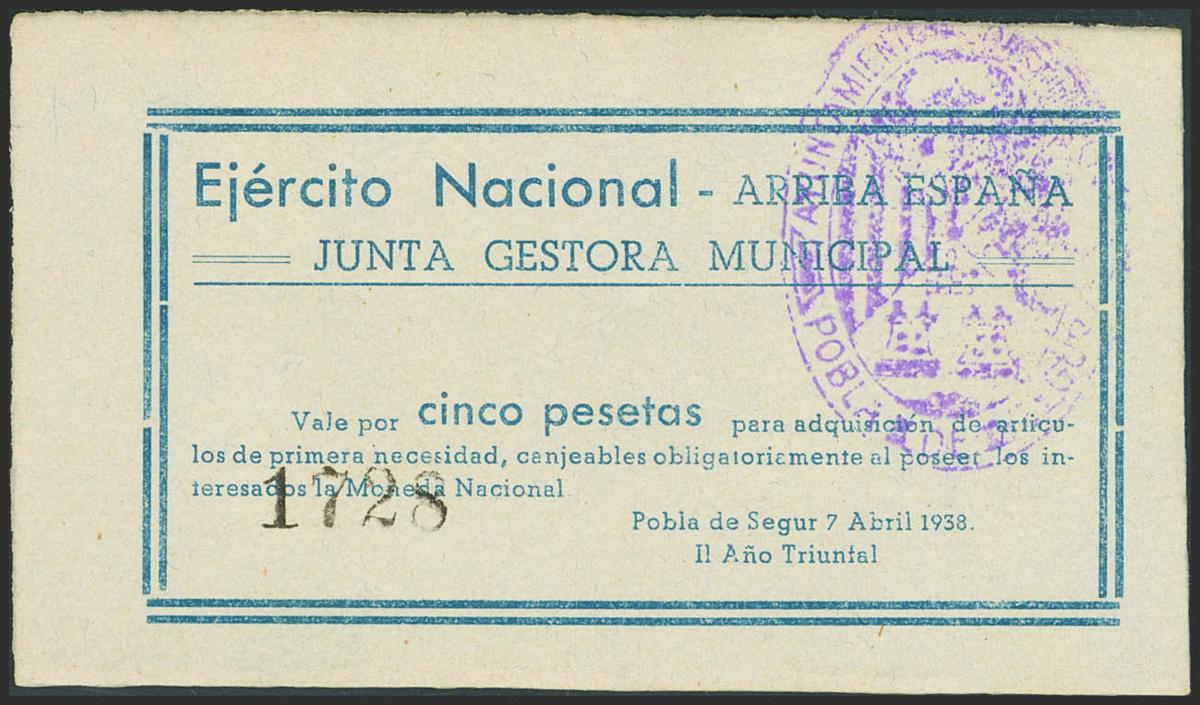 Ejército Nacional - ARRIBA ESPAÑA
JUNTA GESTORA MUNICIPAL
Vale por cinco pesetas para adquisición de artícu-
los de primera necesidad, canjeables obligatoriamente al poseer los in-
teresados la Moneda Nacional
1728
Pobla de Segur 7 Abril 1938.
II Año Triunfal
POBLA DE